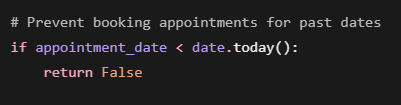 # Prevent booking appointments for past dates
if appointment_date < date.today():
    return False